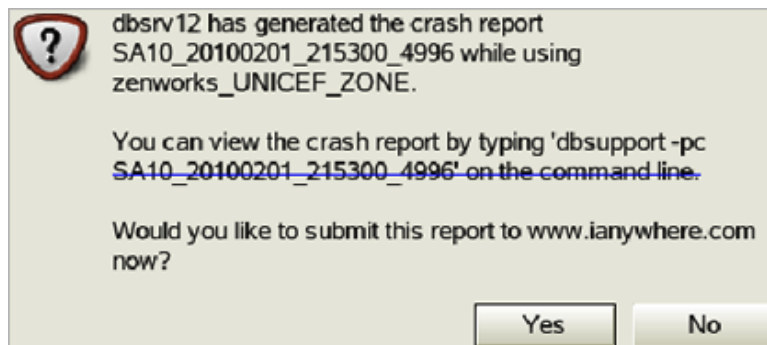 dbsrv12 has generated the crash report
SA10_20100201_215300_4996 while using
zenworks_UNICEF_ZONE.
You can view the crash report by typing 'dbsupport -pc
SA10_20100201_215300_4996' on the command line.
Would you like to submit this report to www.ianywhere.com
now?
Yes No